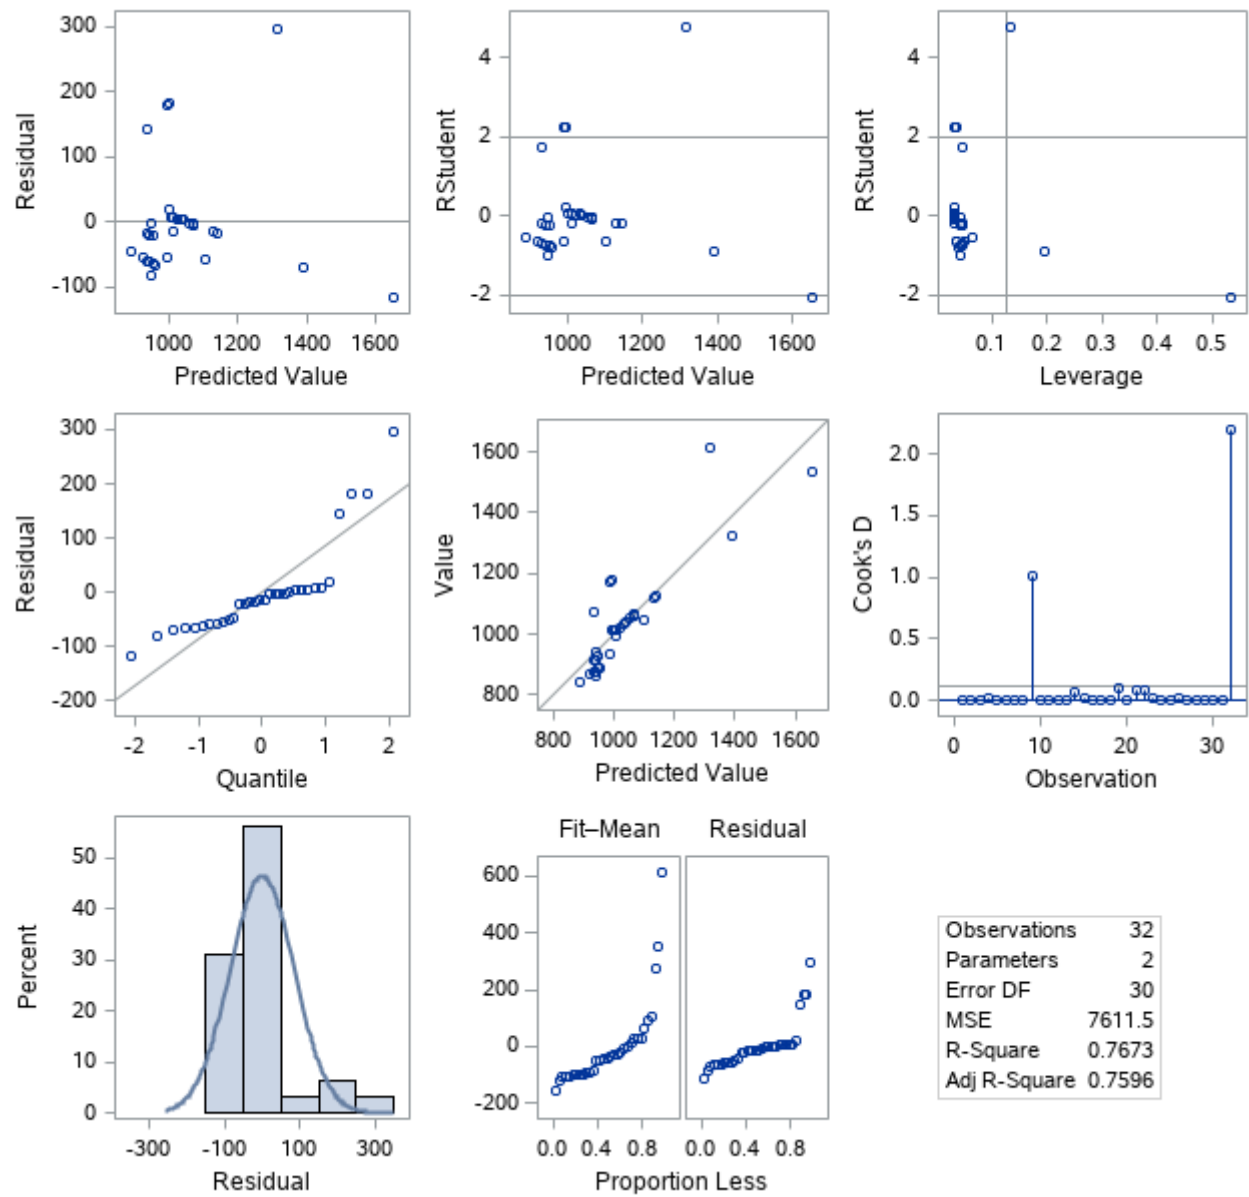 300
200
100
0
-100
Residual
1000 1200 1400 1600
Predicted Value
4
2
0
-2
RStudent
1000 1200 1400 1600
Predicted Value
4
2
0
-2
RStudent
0.1 0.2 0.3 0.4 0.5
Leverage
300
200
100
0
-100
-200
Residual
-2 -1 0 1 2
Quantile
1600
1400
1200
1000
800
Value
800 1000 1200 1400 1600
Predicted Value
2.0
1.5
1.0
0.5
0.0
Cook's D
0 10 20 30
Observation
50
40
30
20
10
0
Percent
-300 -100 100 300
Residual
Fit–Mean Residual
600
400
200
0
-200
0.0 0.4 0.8 0.0 0.4 0.8
Proportion Less
Observations 32
Parameters 2
Error DF 30
MSE 7611.5
R-Square 0.7673
Adj R-Square 0.7596